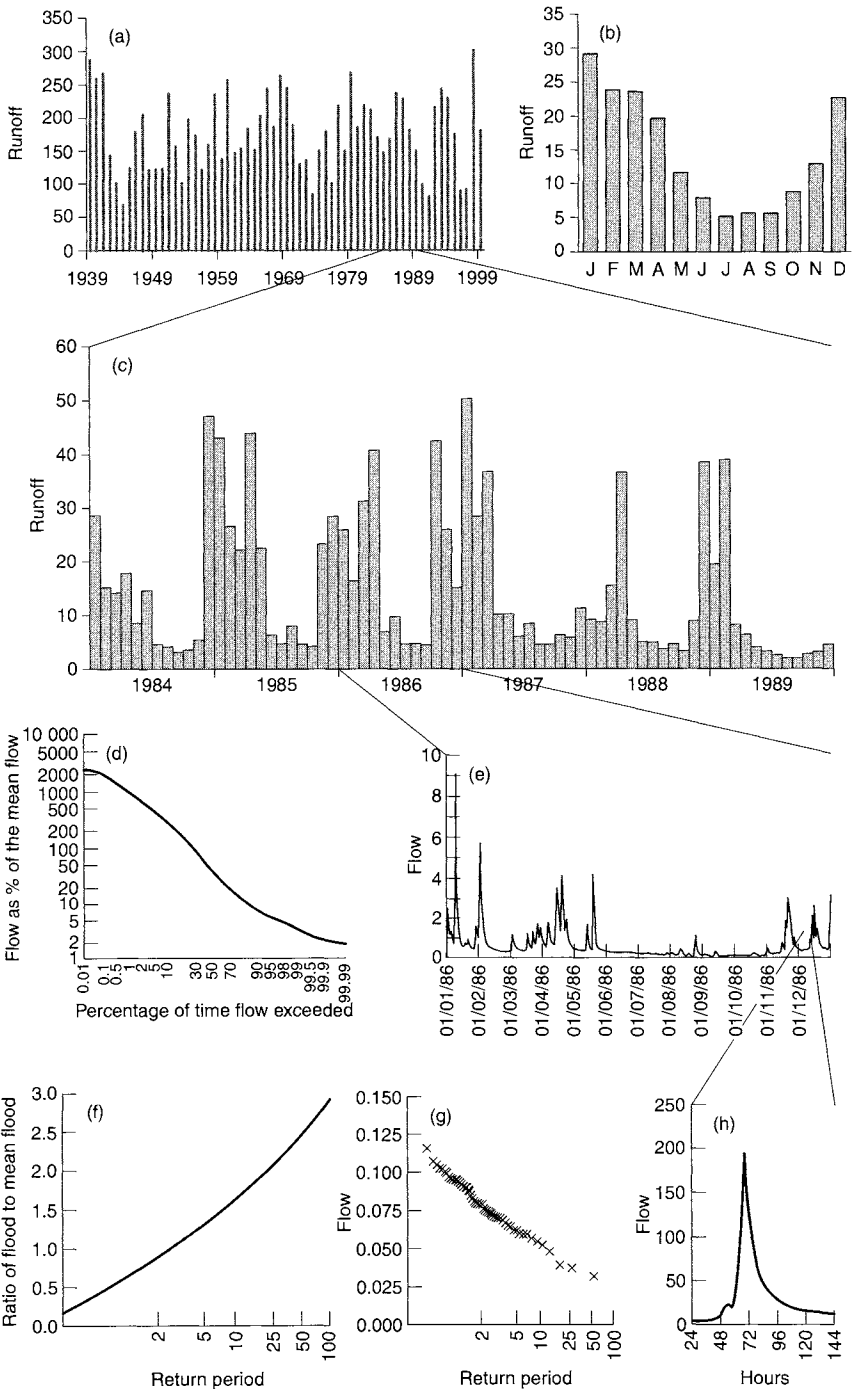 (a)
Runoff
350
300
250
200
150
100
50
0
1939 1949 1959 1969 1979 1989 1999
(b)
Runoff
35
30
25
20
15
10
5
0
J F M A M J J A S O N D
(c)
Runoff
60
50
40
30
20
10
0
1984 1985 1986 1987 1988 1989
(d)
Flow as % of the mean flow
10 000
5000
2000
1000
500
200
100
50
20
10
5
2
1
0.01 0.1 0.5 1 2 5 10 30 50 70 90 95 98 99 99.5 99.9 99.99
Percentage of time flow exceeded
(e)
Flow
10
8
6
4
2
0
01/01/86 01/02/86 01/03/86 01/04/86 01/05/86 01/06/86 01/07/86 01/08/86 01/09/86 01/10/86 01/11/86 01/12/86
(f)
Ratio of flood to mean flood
3.0
2.5
2.0
1.5
1.0
0.5
0.0
2 5 10 25 50 100
Return period
(g)
Flow
0.150
0.125
0.100
0.075
0.050
0.025
0.000
2 5 10 25 50 100
Return period
(h)
Flow
250
200
150
100
50
0
24 48 72 96 120 144
Hours